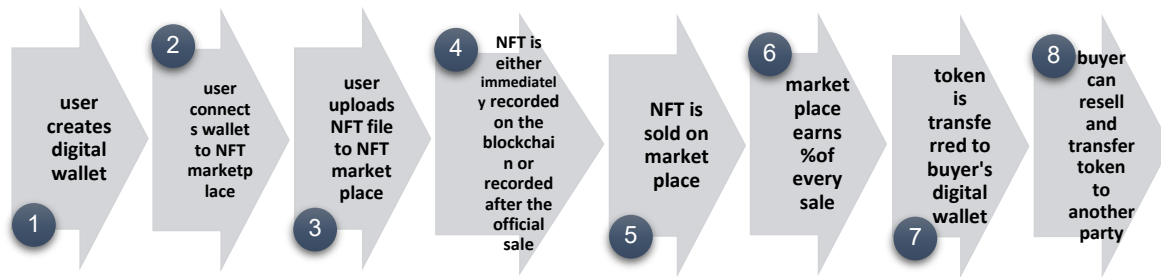 1
user
creates
digital
wallet
2
user
connect
s wallet
to NFT
marketp
lace
3
user
uploads
NFT file
to NFT
market
place
4
NFT is
either
immediatel
y recorded
on the
blockchai
n or
recorded
after the
official
sale
5
NFT is
sold on
market
place
6
market
place
earns
%of
every
sale
7
token
is
transfe
rred to
buyer's
digital
wallet
8
buyer
can
resell
and
transfer
token
to
another
party